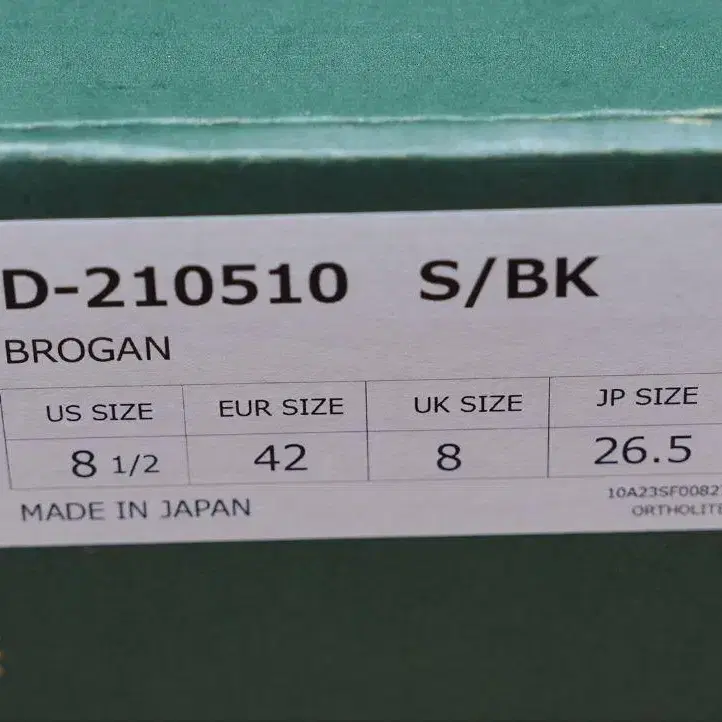 D-210510 S/BK
BROGAN
US SIZE EUR SIZE UK SIZE JP SIZE
8 1/2 42 8 26.5
MADE IN JAPAN
ORTHOLITE